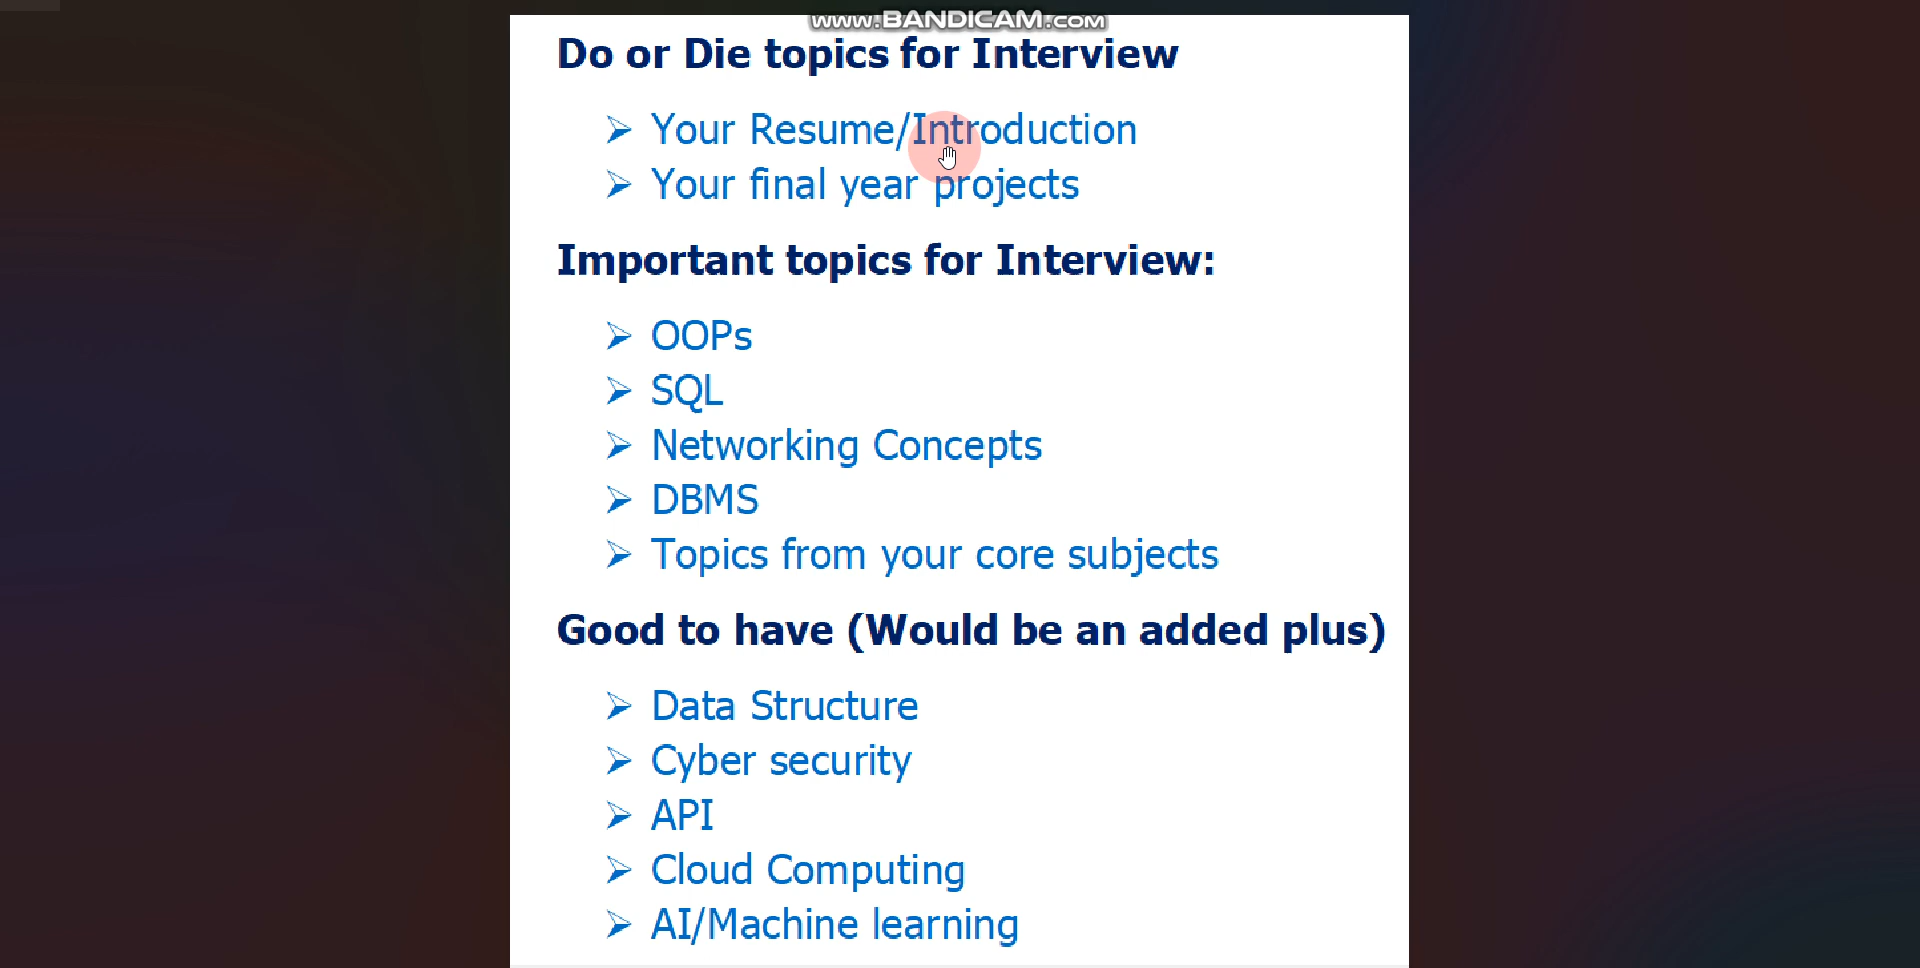 www.BANDICAM.com
Do or Die topics for Interview
➢ Your Resume/Introduction
➢ Your final year projects
Important topics for Interview:
➢ OOPs
➢ SQL
➢ Networking Concepts
➢ DBMS
➢ Topics from your core subjects
Good to have (Would be an added plus)
➢ Data Structure
➢ Cyber security
➢ API
➢ Cloud Computing
➢ AI/Machine learning